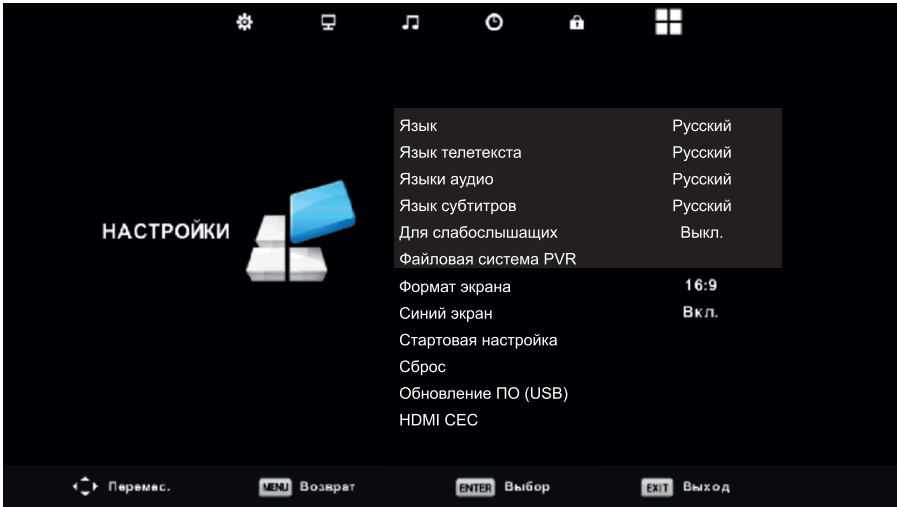 НАСТРОЙКИ
Язык Русский
Язык телетекста Русский
Языки аудио Русский
Язык субтитров Русский
Для слабослышащих Выкл.
Файловая система PVR
Формат экрана 16:9
Синий экран Вкл.
Стартовая настройка
Сброс
Обновление ПО (USB)
HDMI CEC
Перемес. MENU Возврат ENTER Выбор EXIT Выход